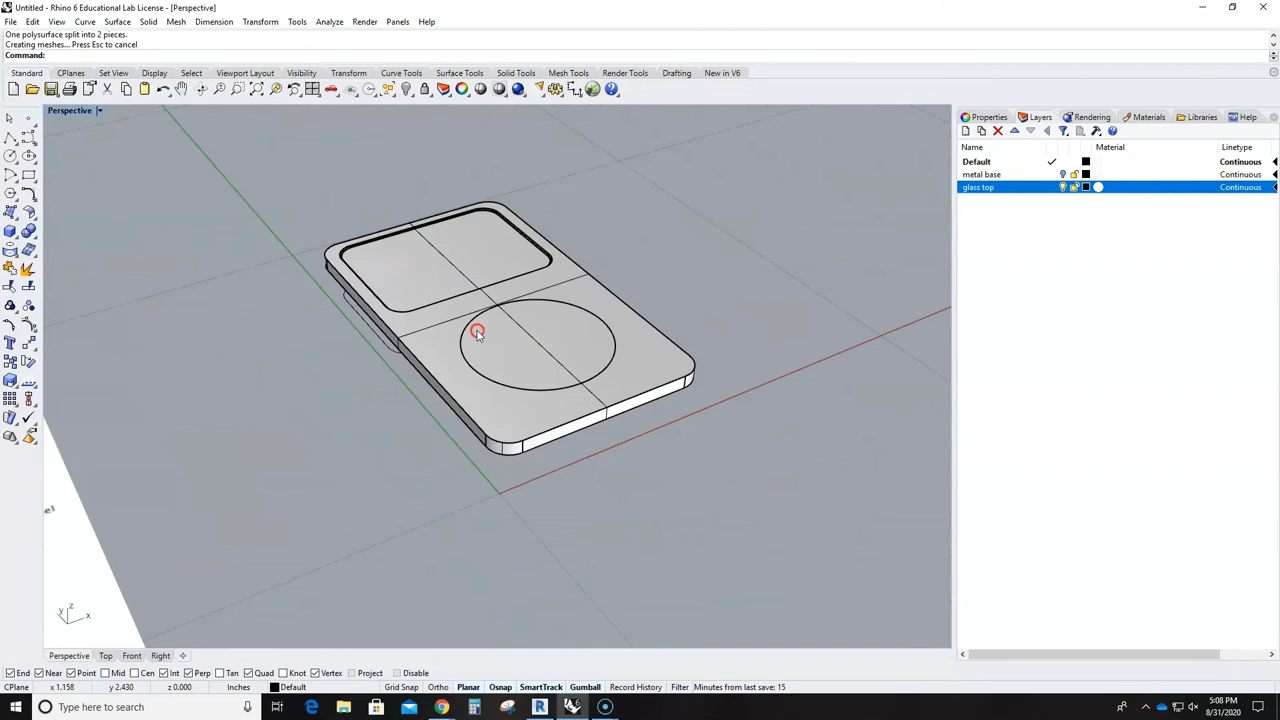 Untitled - Rhino 6 Educational Lab License - [Perspective]
File Edit View Curve Surface Solid Mesh Dimension Transform Tools Analyze Render Panels Help
One polysurface split into 2 pieces.
Creating meshes... Press Esc to cancel
Command:
Standard CPlanes Set View Display Select Viewport Layout Visibility Transform Curve Tools Surface Tools Solid Tools Mesh Tools Render Tools Drafting New in V6
Perspective
Properties Layers Rendering Materials Libraries Help
Name Material Linetype
Default Continuous
metal base Continuous
glass top Continuous
z
y x
Perspective Top Front Right
End Near Point Mid Cen Int Perp Tan Quad Knot Vertex Project Disable
CPlane x 1.158 y 2.430 z 0.000 Inches Default Grid Snap Ortho Planar Osnap SmartTrack Gumball Record History Filter Minutes from last save: 15
Type here to search
5:08 PM
8/31/2020